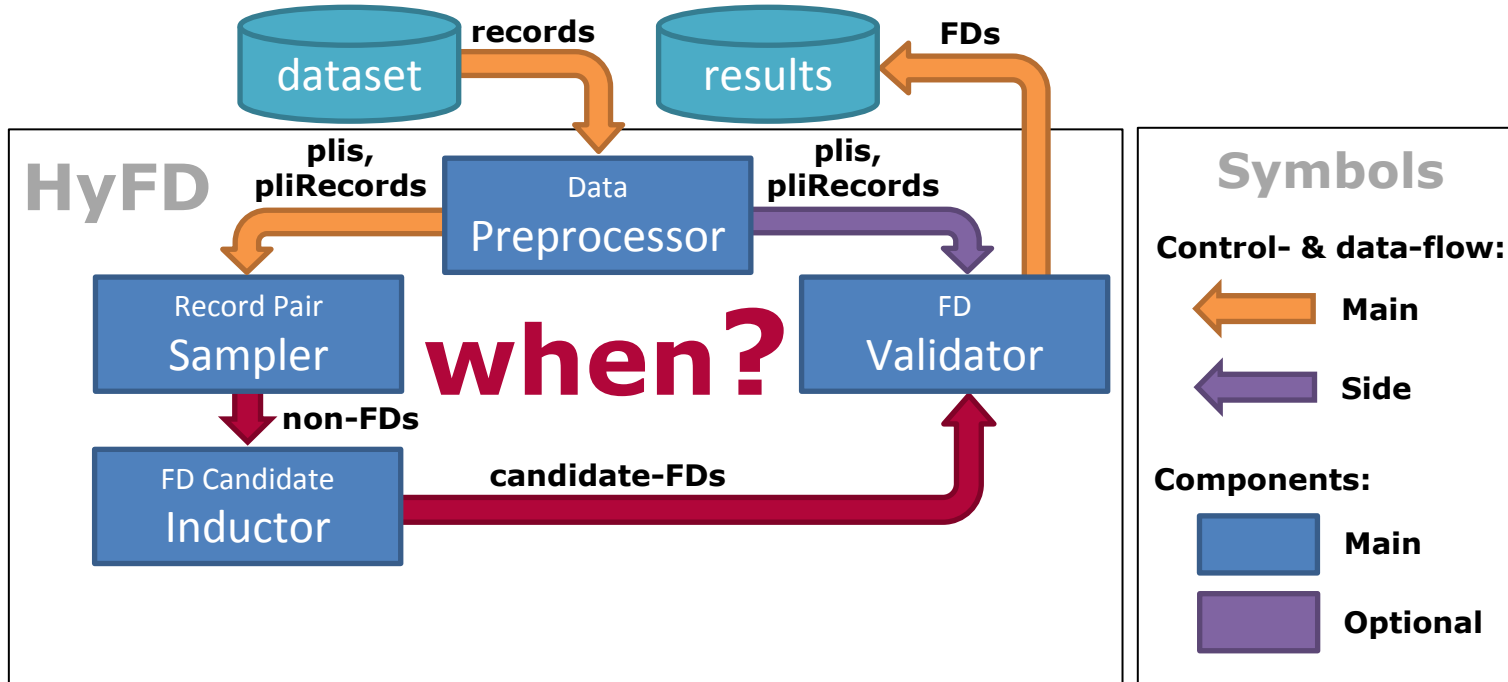 records
FDs
dataset
results
HyFD
plis,
pliRecords
Data
Preprocessor
plis,
pliRecords
Record Pair
Sampler
when?
FD
Validator
non-FDs
FD Candidate
Inductor
candidate-FDs
Symbols
Control- & data-flow:
Main
Side
Components:
Main
Optional